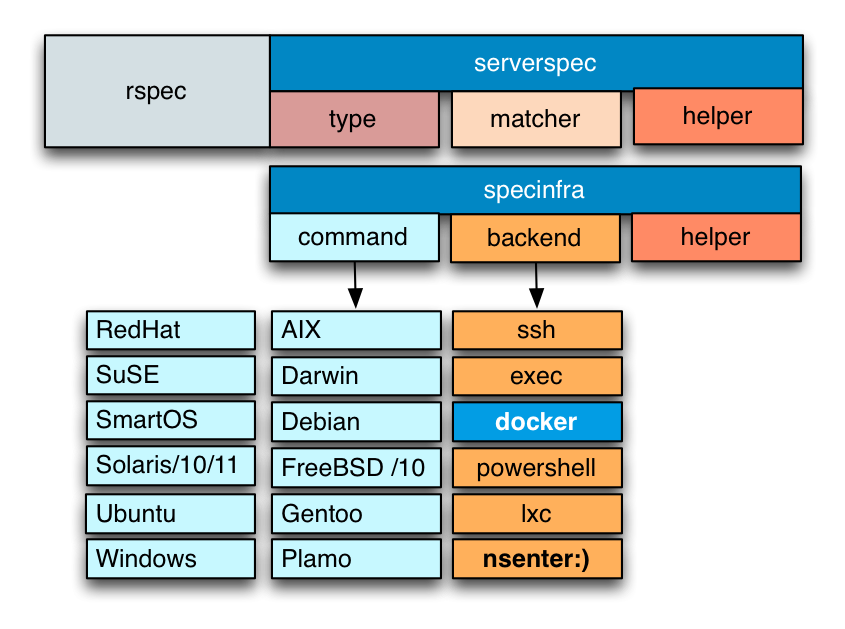 rspec
serverspec
type
matcher
helper
specinfra
command
backend
helper
RedHat
AIX
ssh
SuSE
Darwin
exec
SmartOS
Debian
docker
Solaris/10/11
FreeBSD /10
powershell
Ubuntu
Gentoo
lxc
Windows
Plamo
nsenter:)